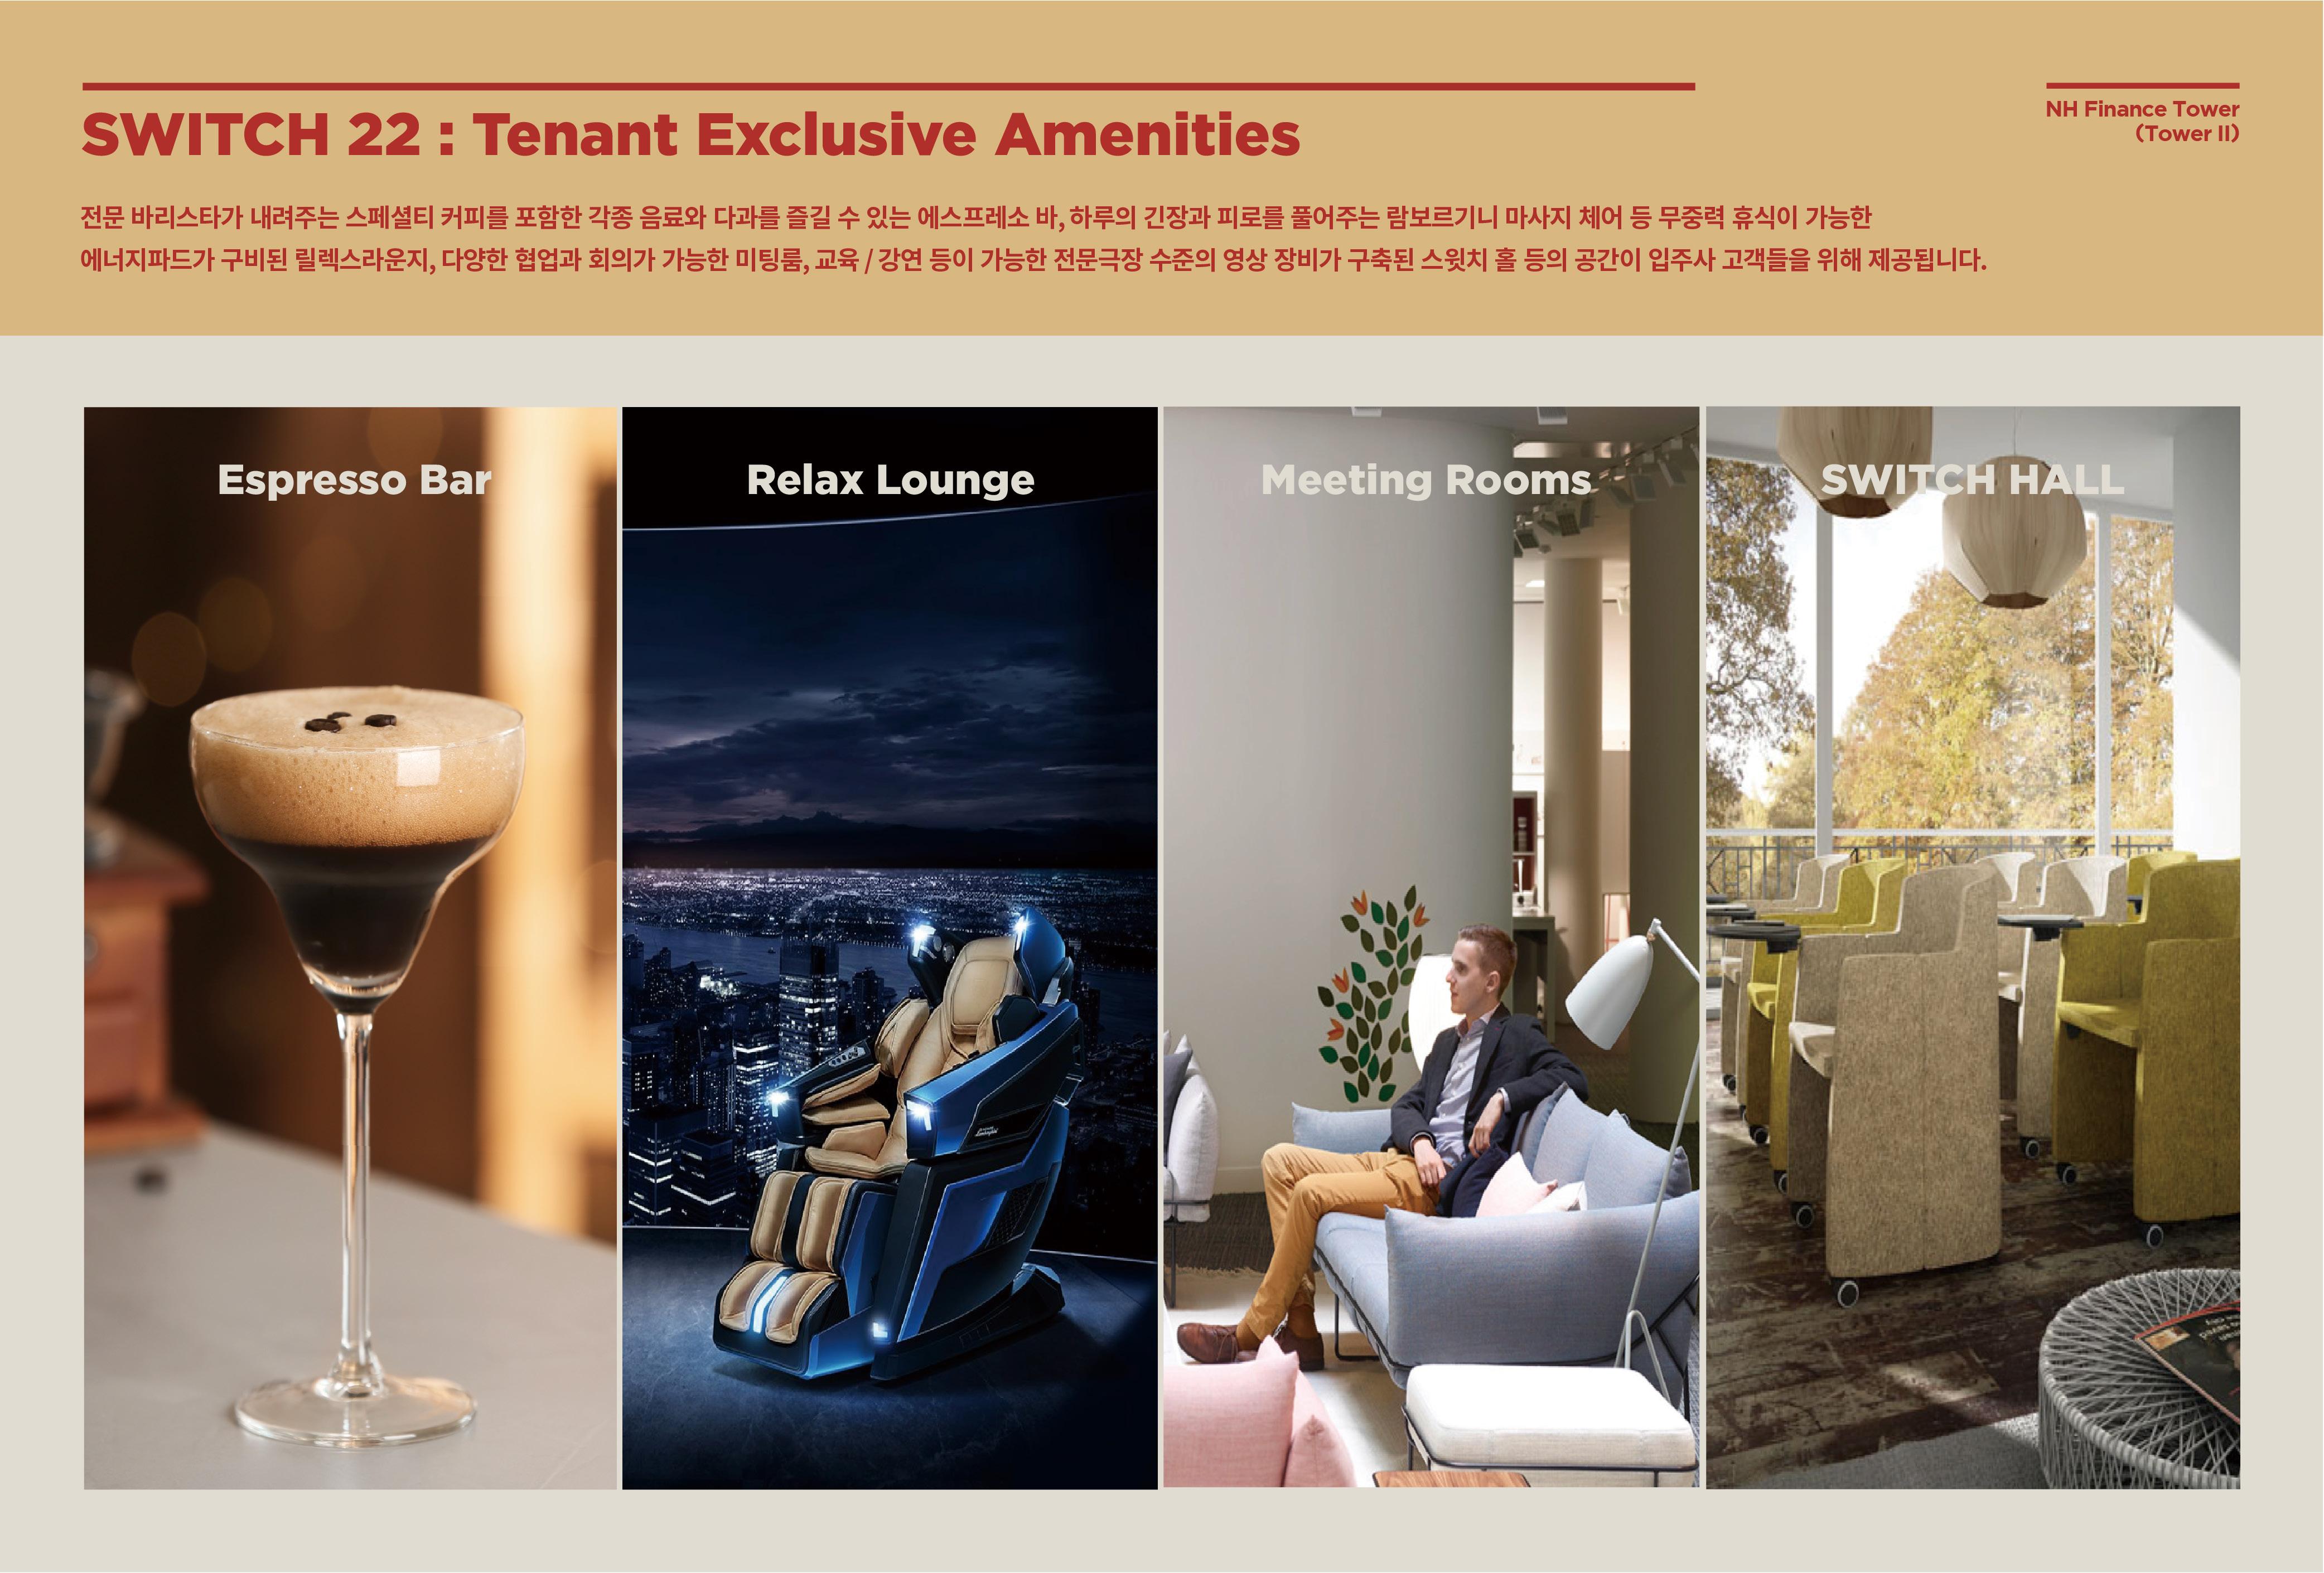 SWITCH 22 : Tenant Exclusive Amenities
NH Finance Tower
(Tower II)
전문 바리스타가 내려주는 스페셜티 커피를 포함한 각종 음료와 다과를 즐길 수 있는 에스프레소 바, 하루의 긴장과 피로를 풀어주는 람보르기니 마사지 체어 등 무중력 휴식이 가능한
에너지파드가 구비된 릴렉스라운지, 다양한 협업과 회의가 가능한 미팅룸, 교육 / 강연 등이 가능한 전문극장 수준의 영상 장비가 구축된 스윗치 홀 등의 공간이 입주사 고객들을 위해 제공됩니다.
Espresso Bar
Relax Lounge
Meeting Rooms
SWITCH HALL